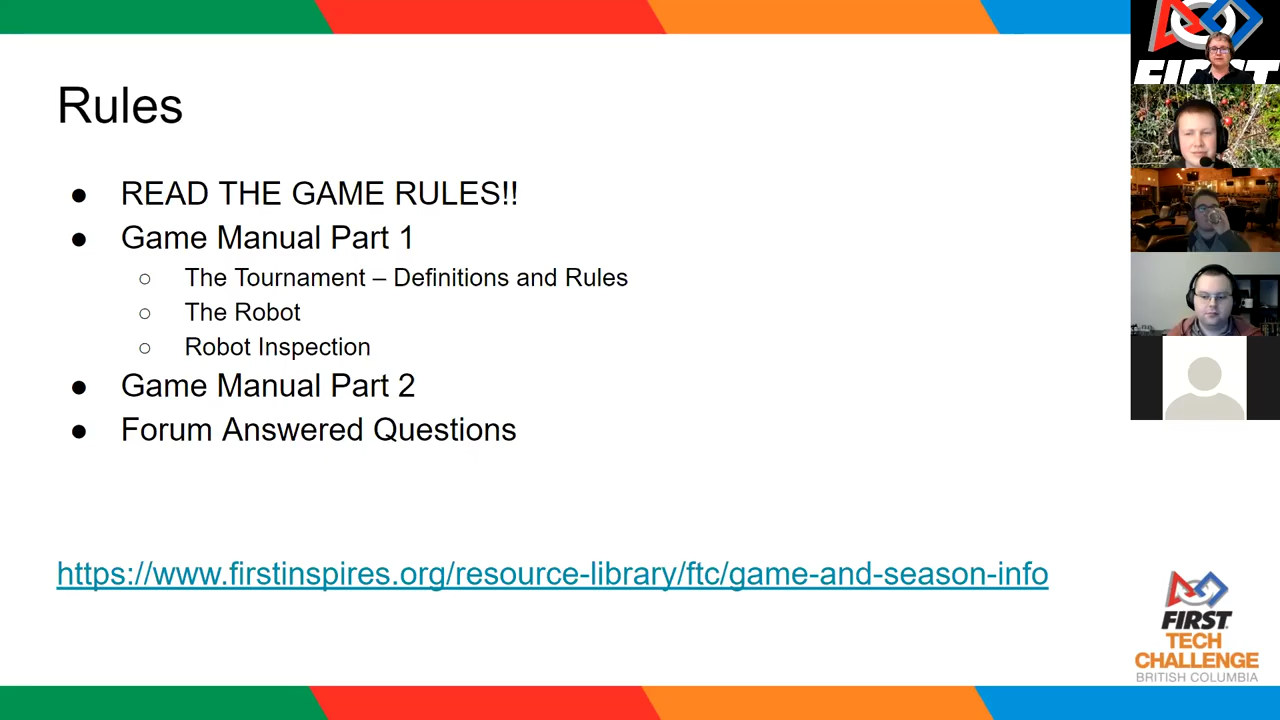 FIRST
Rules
● READ THE GAME RULES!!
● Game Manual Part 1
○ The Tournament – Definitions and Rules
○ The Robot
○ Robot Inspection
● Game Manual Part 2
● Forum Answered Questions
https://www.firstinspires.org/resource-library/ftc/game-and-season-info
FIRST
TECH
CHALLENGE
BRITISH COLUMBIA